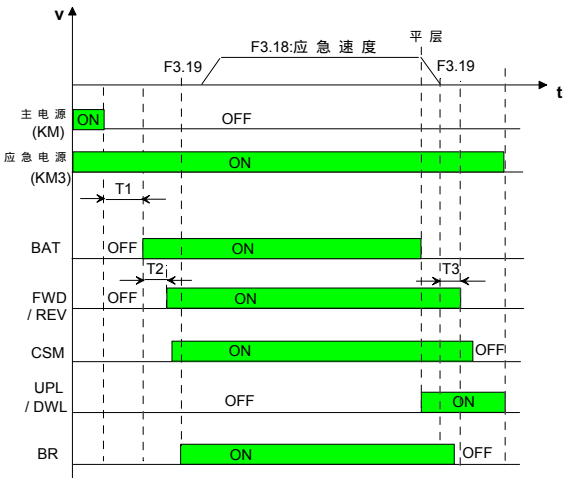 v
平层
F3.18:应急速度
F3.19
F3.19
t
主电源
(KM)
ON
OFF
应急电源
(KM3)
ON
T1
BAT
OFF
ON
T2
T3
FWD
/ REV
OFF
ON
CSM
ON
OFF
UPL
/ DWL
OFF
ON
BR
ON
OFF